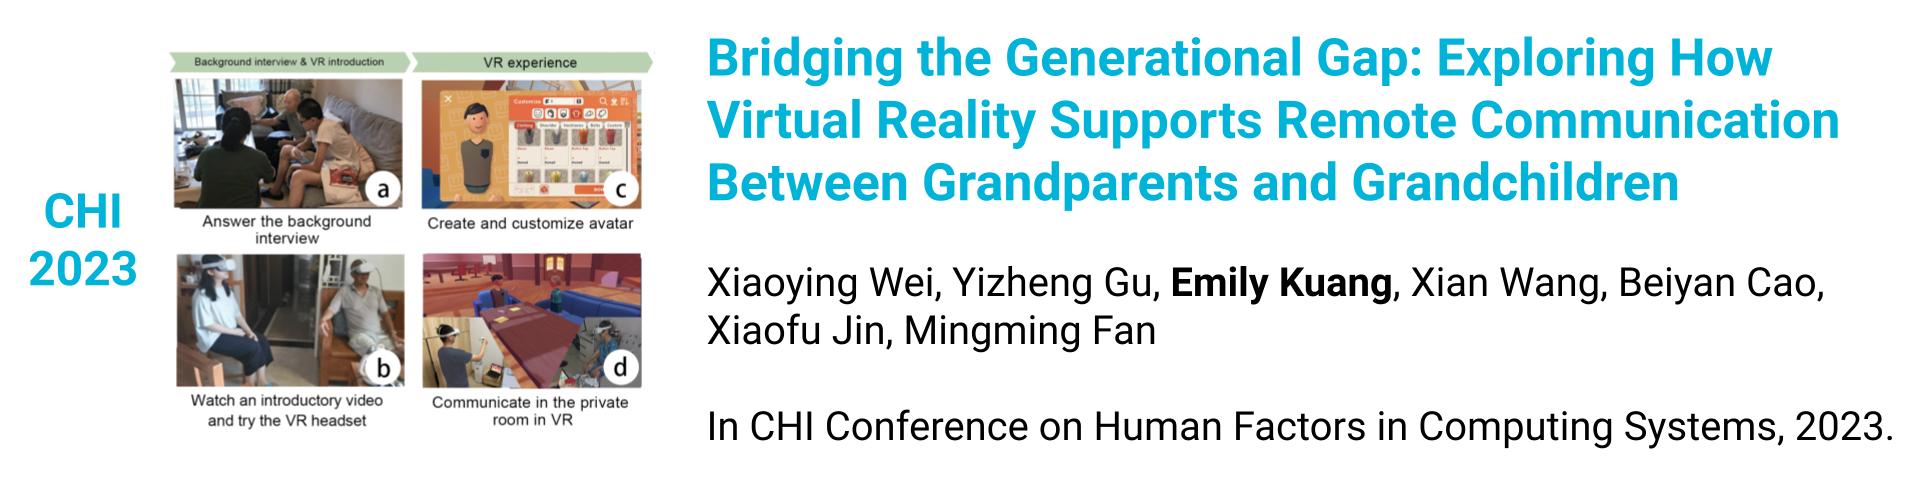 CHI
2023
Background interview & VR introduction
VR experience
a
Answer the background
interview
c
Customize
Create and customize avatar
b
Watch an introductory video
and try the VR headset
d
Communicate in the private
room in VR
Bridging the Generational Gap: Exploring How
Virtual Reality Supports Remote Communication
Between Grandparents and Grandchildren
Xiaoying Wei, Yizheng Gu, Emily Kuang, Xian Wang, Beiyan Cao,
Xiaofu Jin, Mingming Fan
In CHI Conference on Human Factors in Computing Systems, 2023.